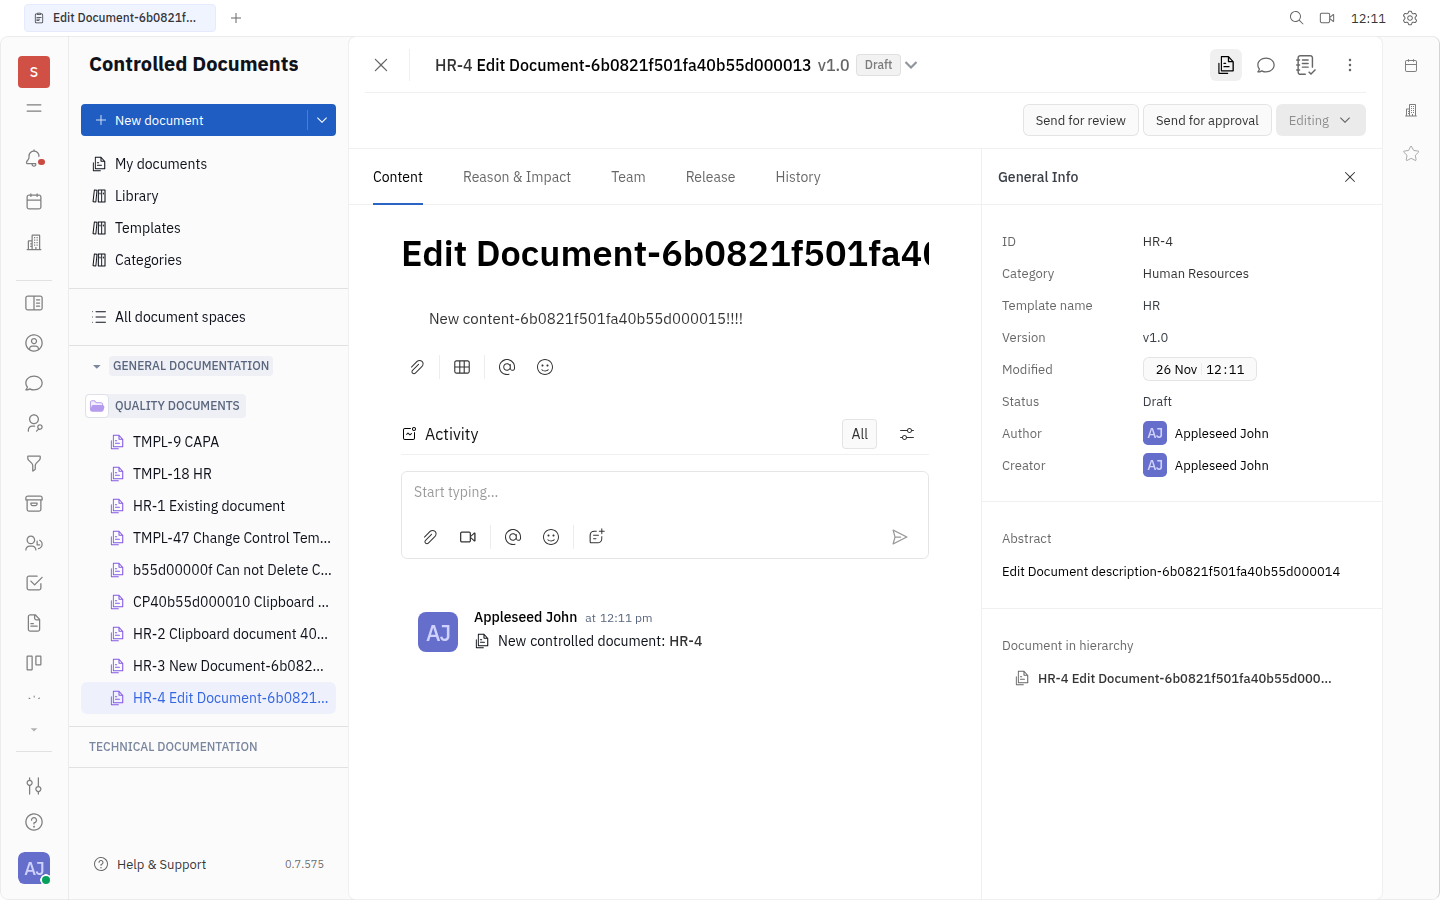 Edit Document-6b0821f...
12:11
S
Controlled Documents
New document
My documents
Library
Templates
Categories
All document spaces
GENERAL DOCUMENTATION
QUALITY DOCUMENTS
TMPL-9 CAPA
TMPL-18 HR
HR-1 Existing document
TMPL-47 Change Control Tem...
b55d00000f Can not Delete C...
CP40b55d000010 Clipboard ...
HR-2 Clipboard document 40...
HR-3 New Document-6b082...
HR-4 Edit Document-6b0821...
TECHNICAL DOCUMENTATION
Help & Support 0.7.575
AJ
HR-4 Edit Document-6b0821f501fa40b55d000013 v1.0 Draft
Send for review
Send for approval
Editing
Content
Reason & Impact
Team
Release
History
Edit Document-6b0821f501fa40
New content-6b0821f501fa40b55d000015!!!!
Activity
All
Start typing...
AJ
Appleseed John at 12:11 pm
New controlled document: HR-4
General Info
ID HR-4
Category Human Resources
Template name HR
Version v1.0
Modified 26 Nov 12:11
Status Draft
Author AJ Appleseed John
Creator AJ Appleseed John
Abstract
Edit Document description-6b0821f501fa40b55d000014
Document in hierarchy
HR-4 Edit Document-6b0821f501fa40b55d000...